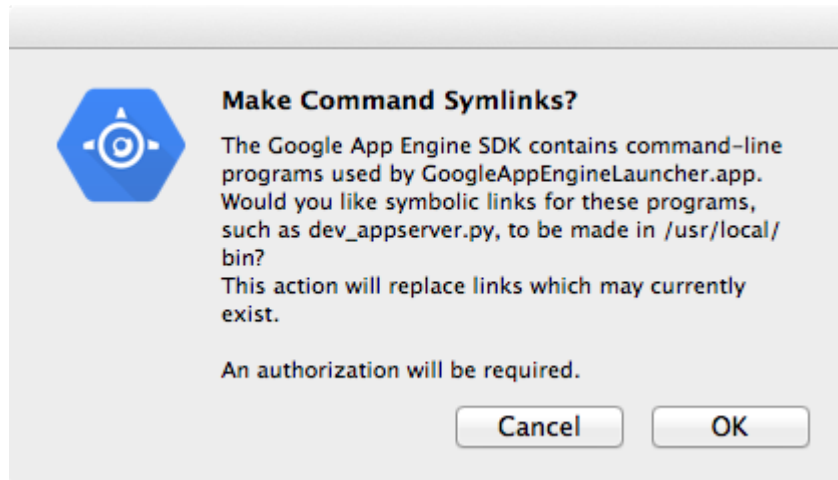 Make Command Symlinks?
The Google App Engine SDK contains command-line
programs used by GoogleAppEngineLauncher.app.
Would you like symbolic links for these programs,
such as dev_appserver.py, to be made in /usr/local/
bin?
This action will replace links which may currently
exist.
An authorization will be required.
Cancel OK